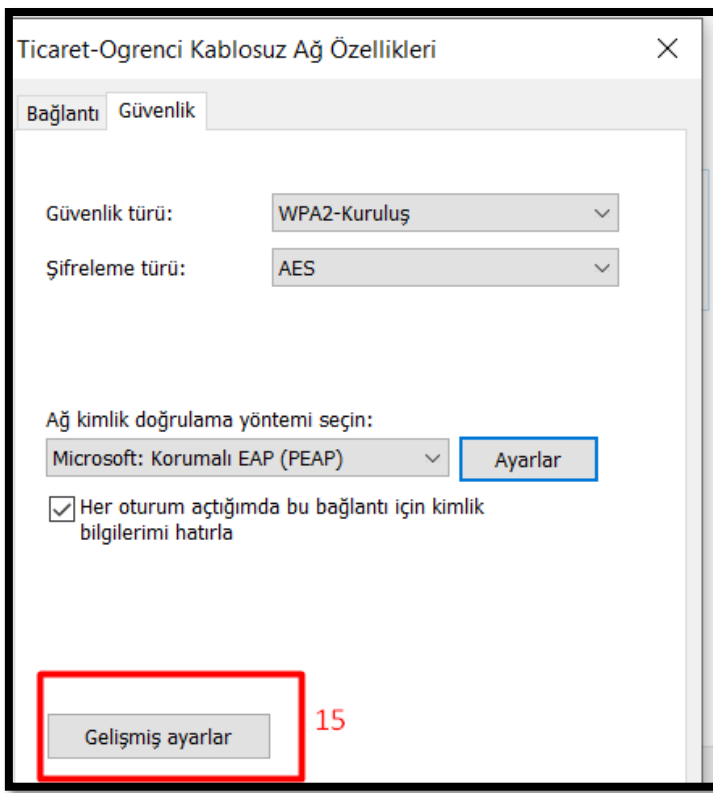 Ticaret-Ogrenci Kablosuz Ağ Özellikleri
Bağlantı Güvenlik
Güvenlik türü: WPA2-Kuruluş
Şifreleme türü: AES
Ağ kimlik doğrulama yöntemi seçin:
Microsoft: Korumalı EAP (PEAP) Ayarlar
Her oturum açtığımda bu bağlantı için kimlik
bilgilerimi hatırla
15
Gelişmiş ayarlar